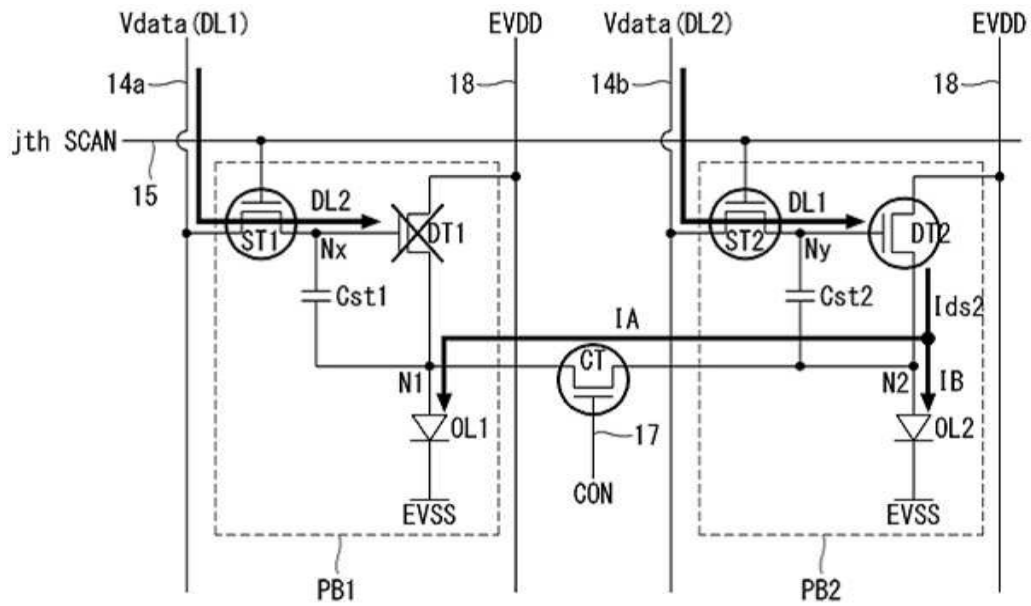 Vdata(DL1) EVDD Vdata(DL2) EVDD
14a 18 14b 18
jth SCAN
15
DL2 DL1
ST1 DT1 ST2 DT2
Nx Ny
Cst1 Cst2 Ids2
IA
CT
N1 N2 IB
OL1 OL2
17
CON
EVSS EVSS
PB1 PB2